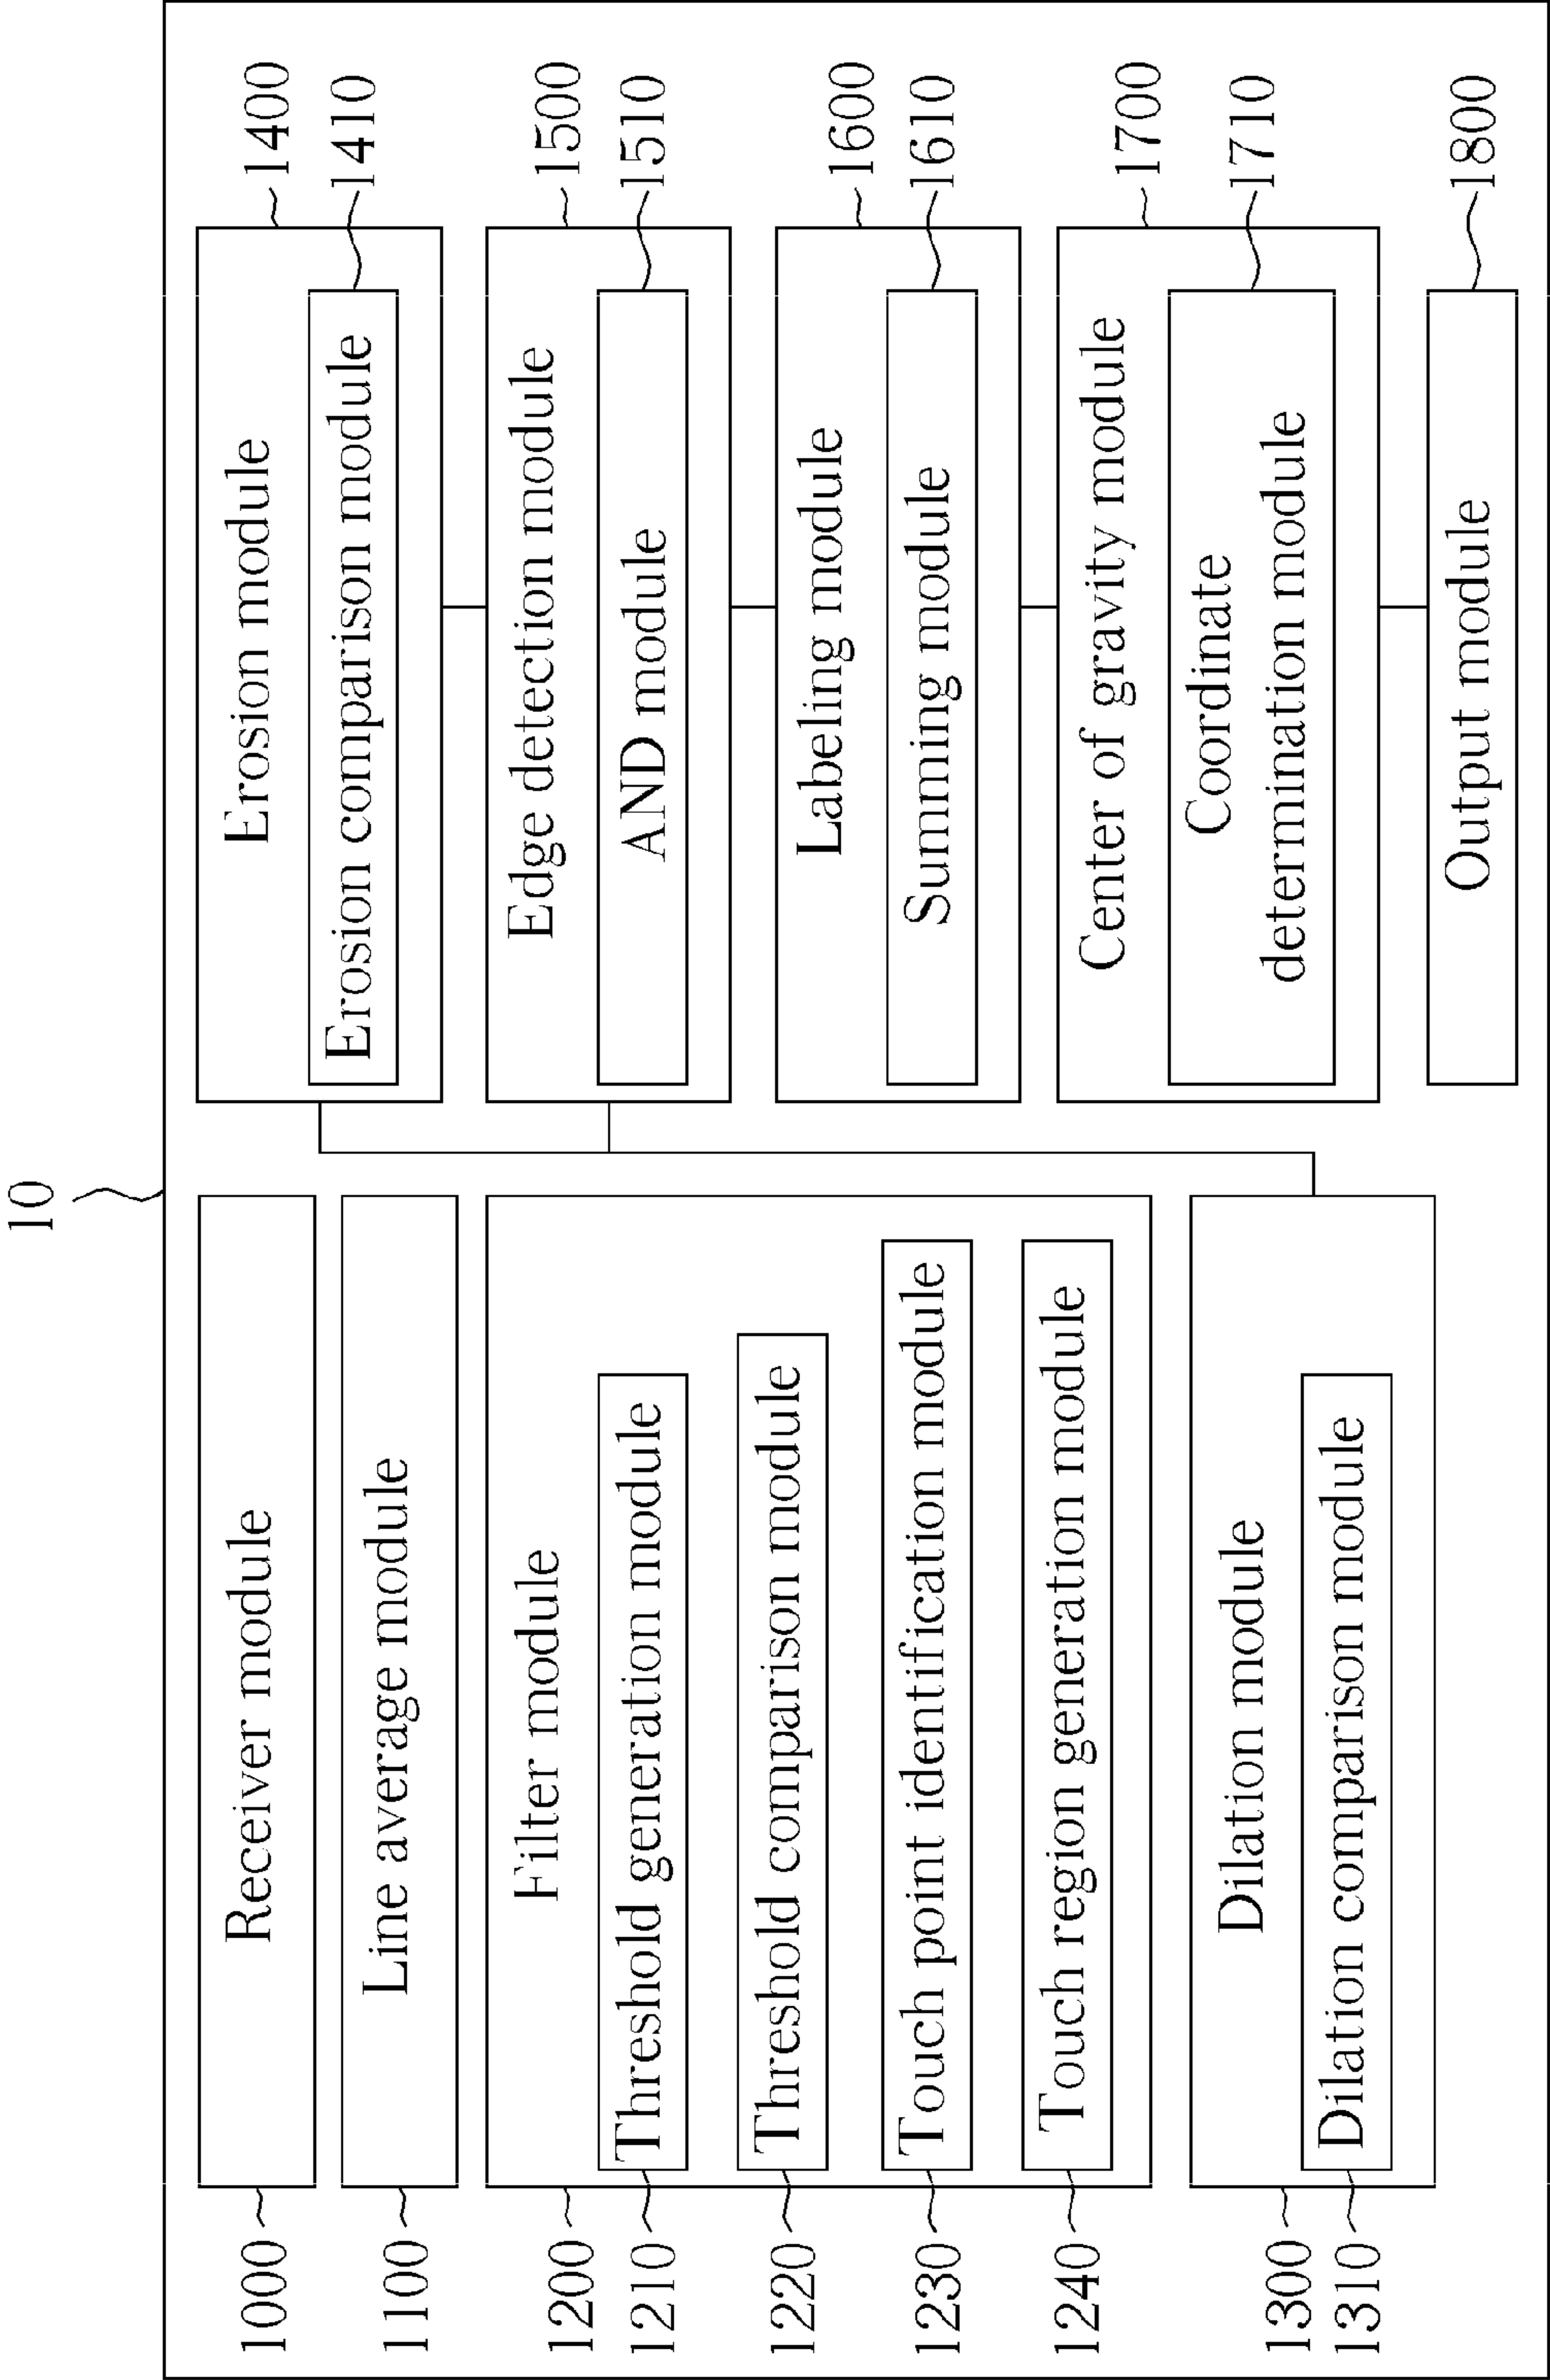 10
1000
Receiver module
1100
Line average module
1200
Filter module
1210
Threshold generation module
1220
Threshold comparison module
1230
Touch point identification module
1240
Touch region generation module
1300
Dilation module
1310
Dilation comparison module
Erosion module
1400
Erosion comparison module
1410
Edge detection module
1500
AND module
1510
Labeling module
1600
Summing module
1610
Center of gravity module
1700
Coordinate
determination module
1710
Output module
1800